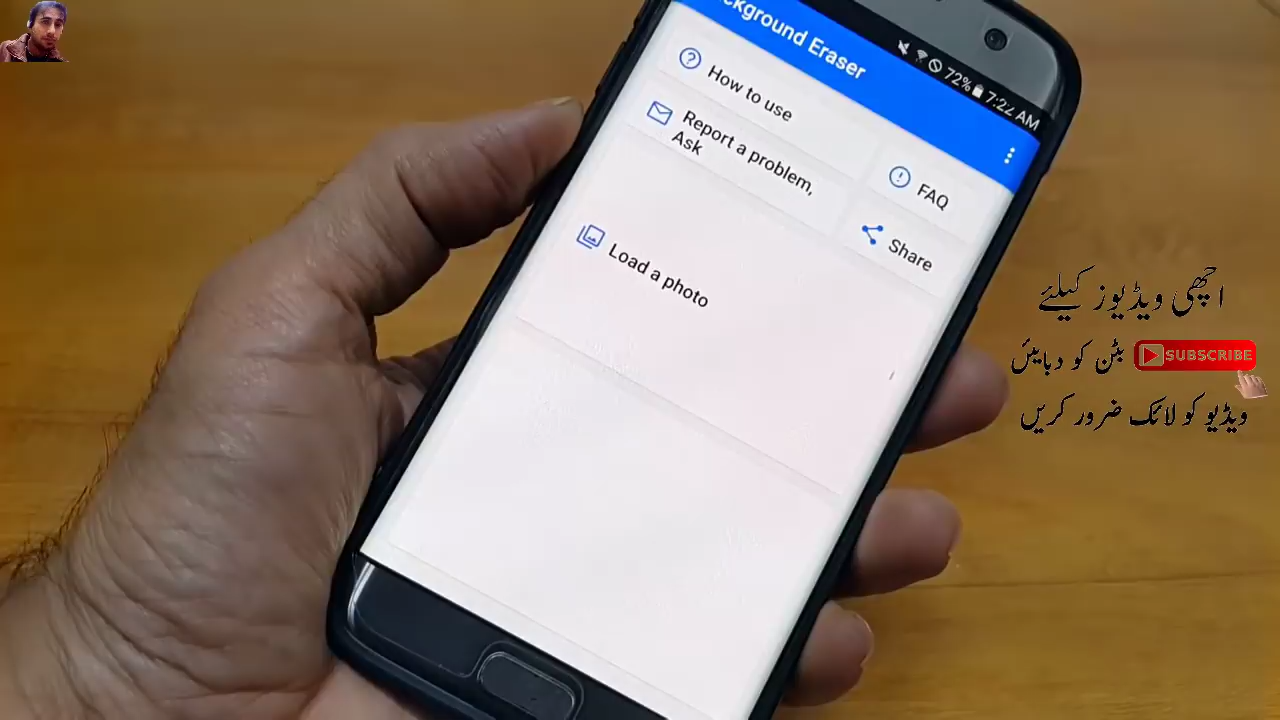 ckground Eraser
72% 7:22 AM
How to use
FAQ
Report a problem,
Ask
Share
Load a photo
اچھی ویڈیوز کیلئے
بٹن کو دبایئں SUBSCRIBE
ویڈیو کو لائک ضرور کریں